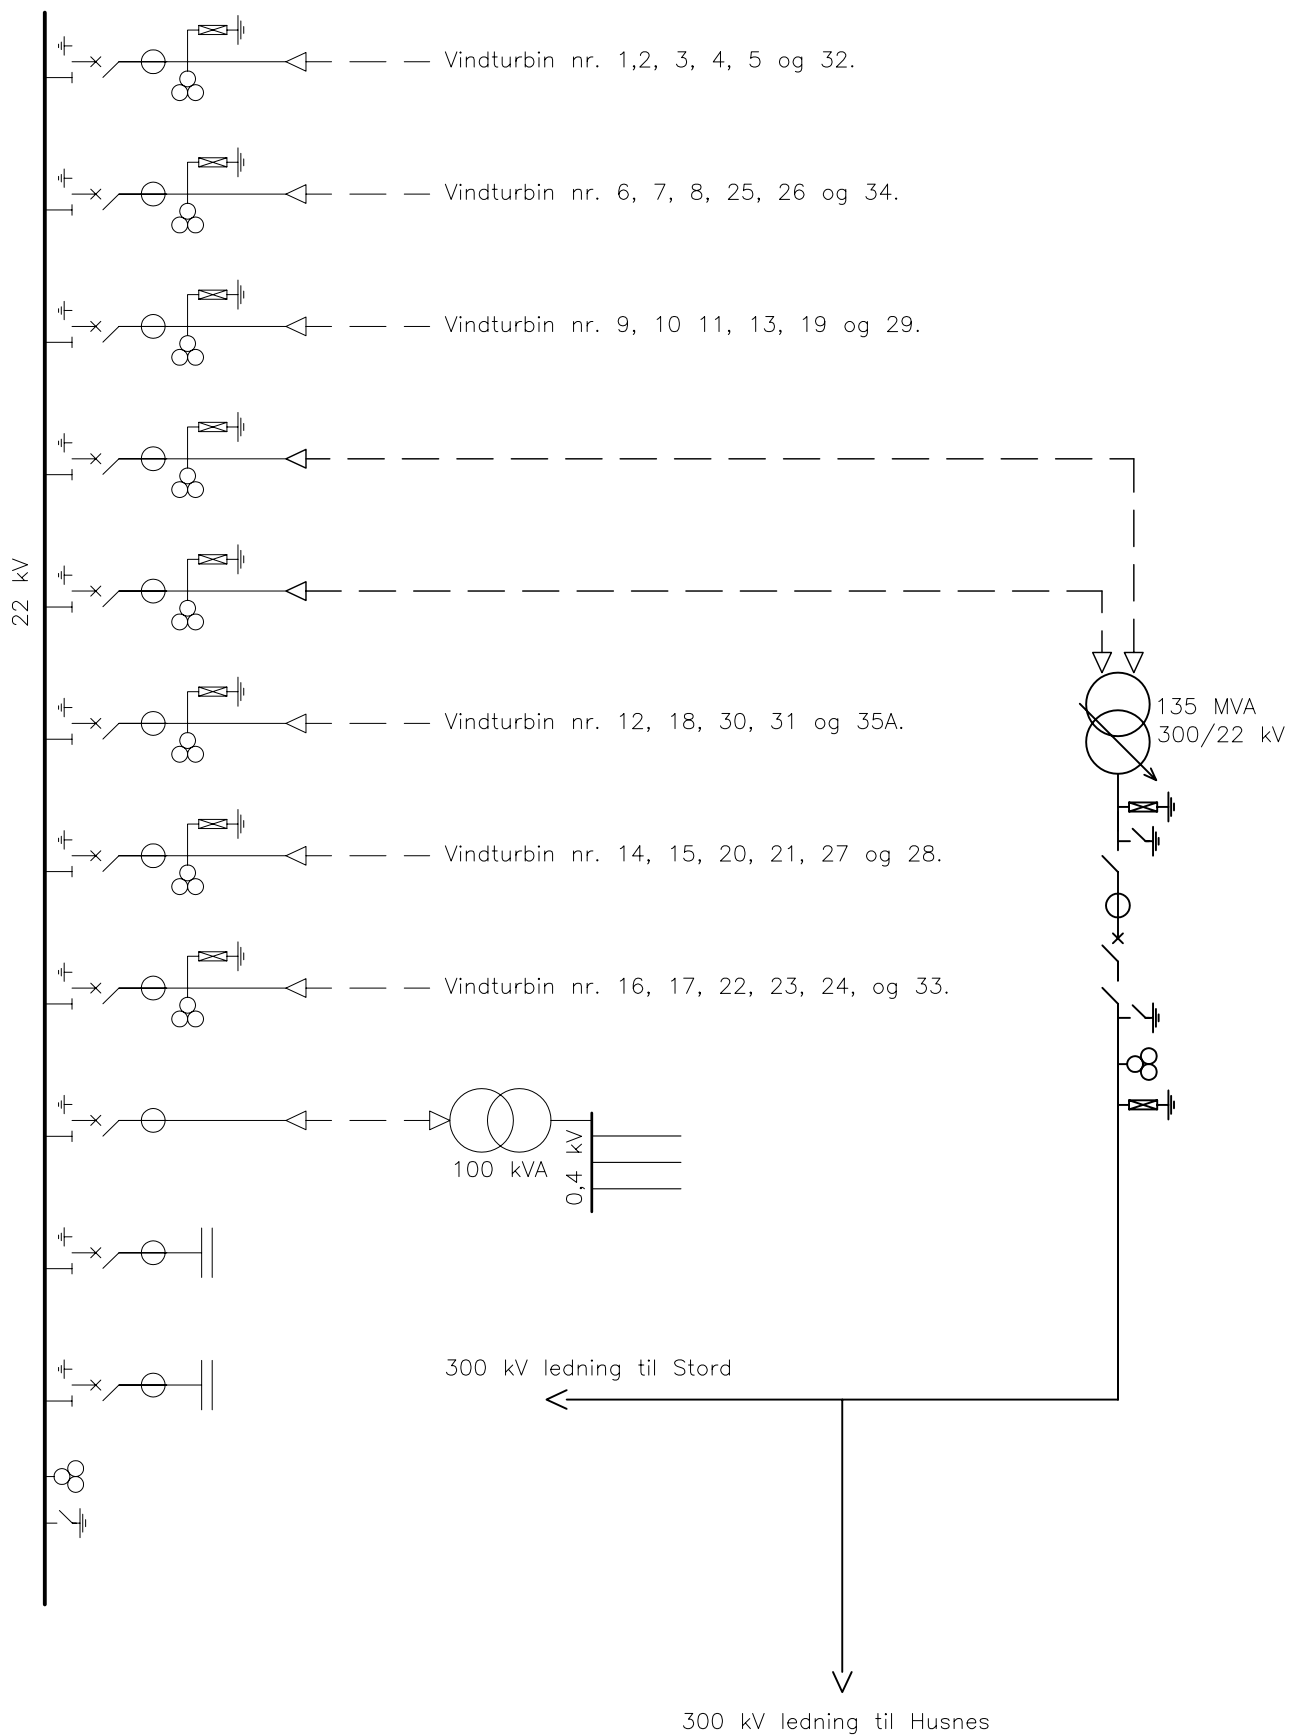 Vindturbin nr. 1,2, 3, 4, 5 og 32.
Vindturbin nr. 6, 7, 8, 25, 26 og 34.
Vindturbin nr. 9, 10 11, 13, 19 og 29.
22 kV
Vindturbin nr. 12, 18, 30, 31 og 35A.
135 MVA
300/22 kV
Vindturbin nr. 14, 15, 20, 21, 27 og 28.
Vindturbin nr. 16, 17, 22, 23, 24, og 33.
100 kVA
0,4 kV
300 kV ledning til Stord
300 kV ledning til Husnes